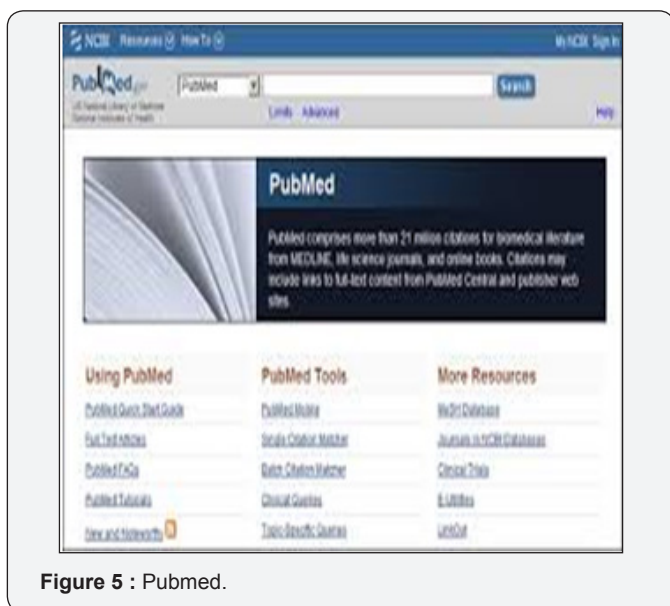 NCBI Resources How To My NCBI Sign In
PubMed.gov PubMed Search
US National Library of Medicine
National Institutes of Health
Limits Advanced Help
PubMed
PubMed comprises more than 21 million citations for biomedical literature
from MEDLINE, life science journals, and online books. Citations may
include links to full-text content from PubMed Central and publisher web
sites.
Using PubMed PubMed Tools More Resources
PubMed Quick Start Guide PubMed Mobile MeSH Database
Full Text Articles Single Citation Matcher Journals in NCBI Databases
PubMed FAQs Batch Citation Matcher Clinical Trials
PubMed Tutorials Clinical Queries E-Utilities
New and Noteworthy Topic-Specific Queries LinkOut
Figure 5 : Pubmed.